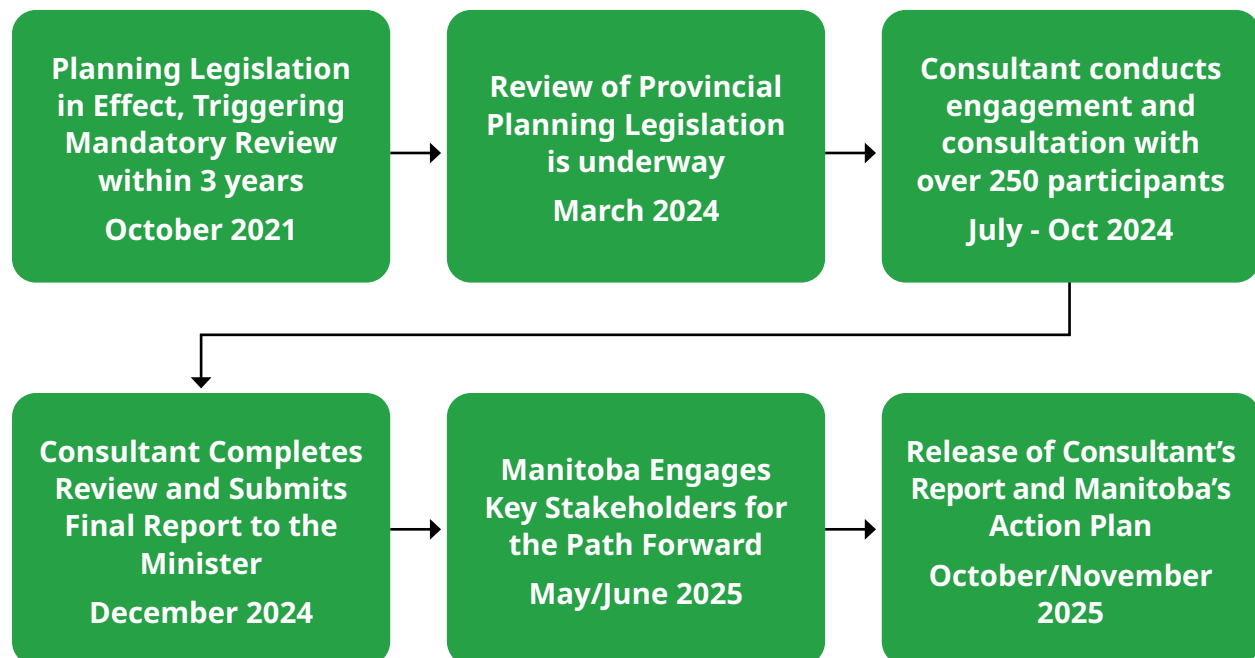 Planning Legislation
in Effect, Triggering
Mandatory Review
within 3 years
October 2021
Review of Provincial
Planning Legislation
is underway
March 2024
Consultant conducts
engagement and
consultation with
over 250 participants
July - Oct 2024
Consultant Completes
Review and Submits
Final Report to the
Minister
December 2024
Manitoba Engages
Key Stakeholders for
the Path Forward
May/June 2025
Release of Consultant’s
Report and Manitoba’s
Action Plan
October/November
2025